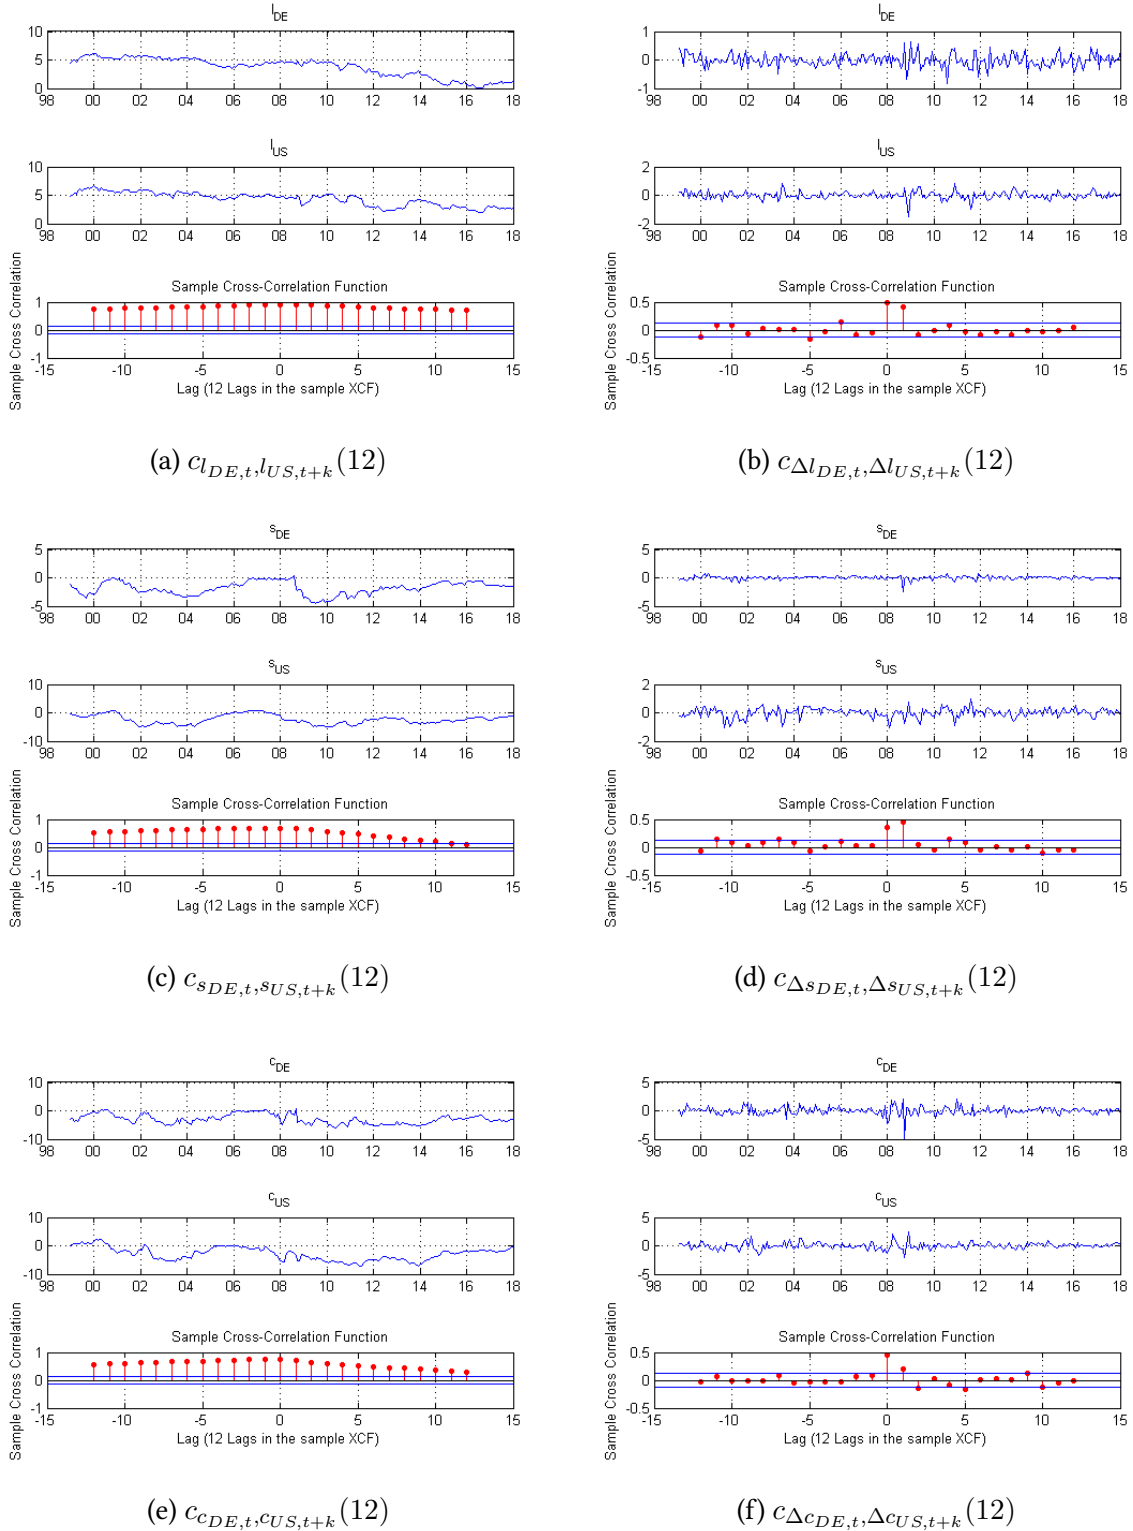 l_DE
10
5
0
98 00 02 04 06 08 10 12 14 16 18
l_US
10
5
0
98 00 02 04 06 08 10 12 14 16 18
Sample Cross-Correlation Function
Sample Cross Correlation
1
0
-1
-15 -10 -5 0 5 10 15
Lag (12 Lags in the sample XCF)
(a) c_{l_{DE,t},l_{US,t+k}}(12)
l_DE
1
0
-1
98 00 02 04 06 08 10 12 14 16 18
l_US
2
0
-2
98 00 02 04 06 08 10 12 14 16 18
Sample Cross-Correlation Function
Sample Cross Correlation
0.5
0
-0.5
-15 -10 -5 0 5 10 15
Lag (12 Lags in the sample XCF)
(b) c_{Δl_{DE,t},Δl_{US,t+k}}(12)
s_DE
5
0
-5
98 00 02 04 06 08 10 12 14 16 18
s_US
10
0
-10
98 00 02 04 06 08 10 12 14 16 18
Sample Cross-Correlation Function
Sample Cross Correlation
1
0
-1
-15 -10 -5 0 5 10 15
Lag (12 Lags in the sample XCF)
(c) c_{s_{DE,t},s_{US,t+k}}(12)
s_DE
5
0
-5
98 00 02 04 06 08 10 12 14 16 18
s_US
2
0
-2
98 00 02 04 06 08 10 12 14 16 18
Sample Cross-Correlation Function
Sample Cross Correlation
0.5
0
-0.5
-15 -10 -5 0 5 10 15
Lag (12 Lags in the sample XCF)
(d) c_{Δs_{DE,t},Δs_{US,t+k}}(12)
c_DE
10
0
-10
98 00 02 04 06 08 10 12 14 16 18
c_US
10
0
-10
98 00 02 04 06 08 10 12 14 16 18
Sample Cross-Correlation Function
Sample Cross Correlation
1
0
-1
-15 -10 -5 0 5 10 15
Lag (12 Lags in the sample XCF)
(e) c_{c_{DE,t},c_{US,t+k}}(12)
c_DE
5
0
-5
98 00 02 04 06 08 10 12 14 16 18
c_US
5
0
-5
98 00 02 04 06 08 10 12 14 16 18
Sample Cross-Correlation Function
Sample Cross Correlation
0.5
0
-0.5
-15 -10 -5 0 5 10 15
Lag (12 Lags in the sample XCF)
(f) c_{Δc_{DE,t},Δc_{US,t+k}}(12)